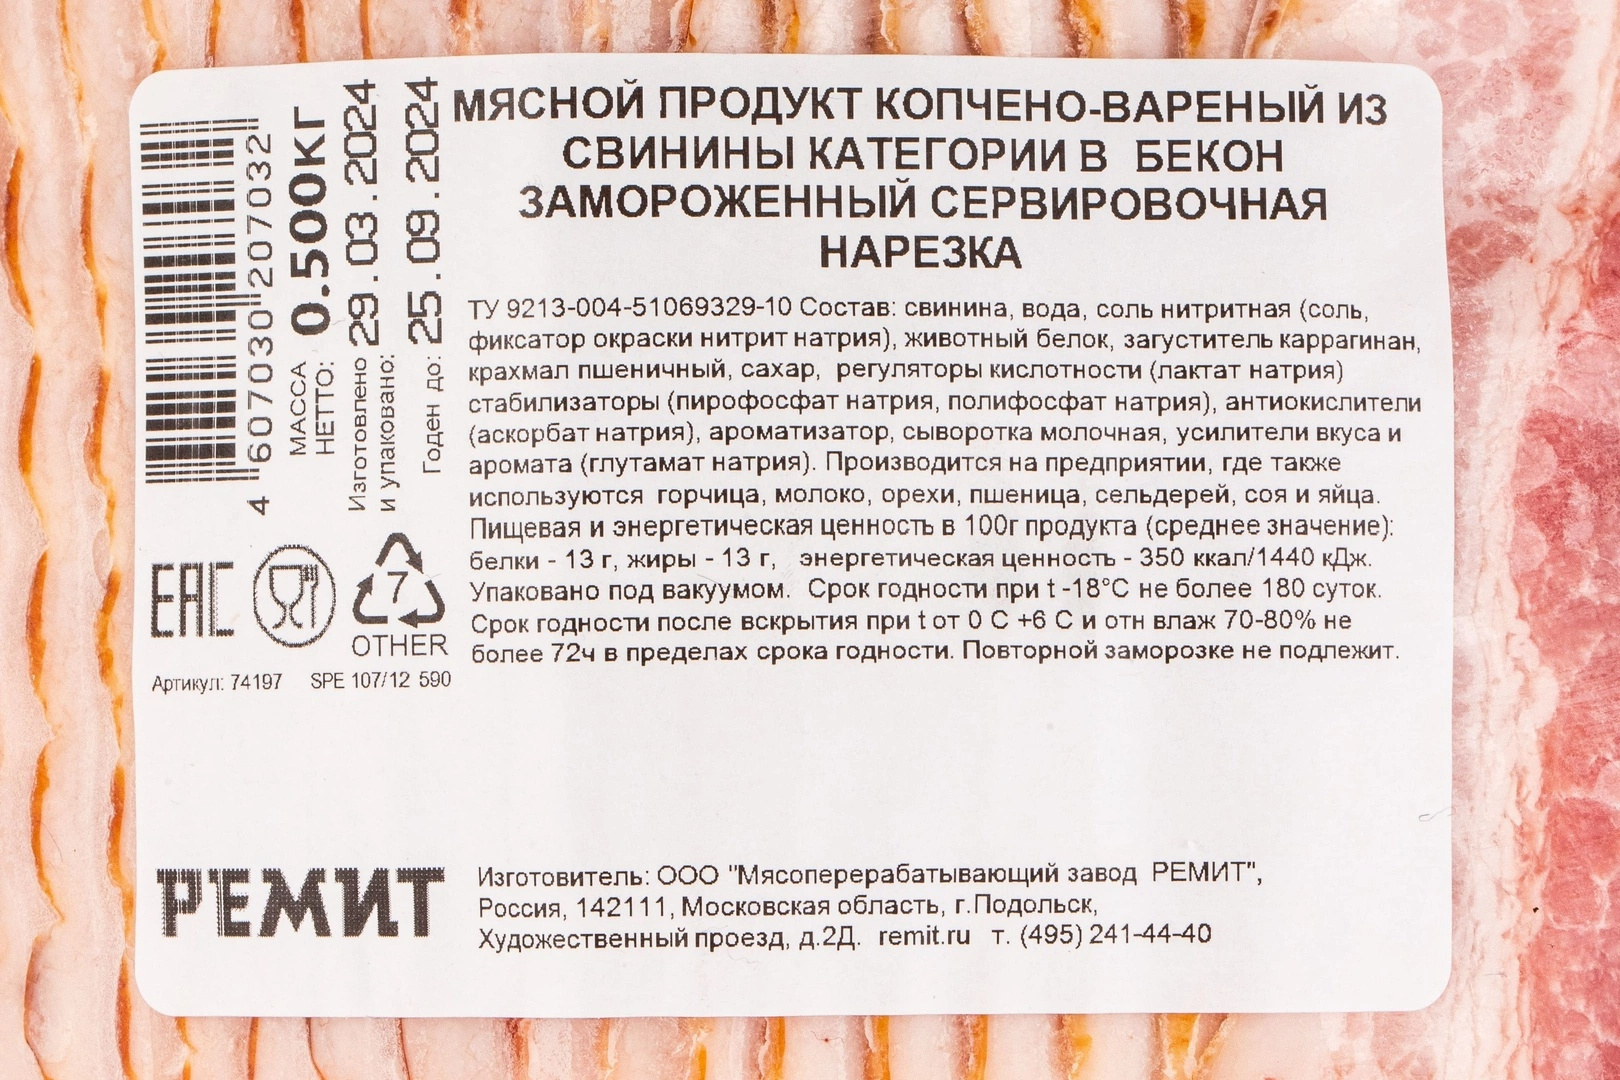 МЯСНОЙ ПРОДУКТ КОПЧЕНО-ВАРЕНЫЙ ИЗ
СВИНИНЫ КАТЕГОРИИ В БЕКОН
ЗАМОРОЖЕННЫЙ СЕРВИРОВОЧНАЯ
НАРЕЗКА
ТУ 9213-004-51069329-10 Состав: свинина, вода, соль нитритная (соль,
фиксатор окраски нитрит натрия), животный белок, загуститель каррагинан,
крахмал пшеничный, сахар, регуляторы кислотности (лактат натрия)
стабилизаторы (пирофосфат натрия, полифосфат натрия), антиокислители
(аскорбат натрия), ароматизатор, сыворотка молочная, усилители вкуса и
аромата (глутамат натрия). Производится на предприятии, где также
используются горчица, молоко, орехи, пшеница, сельдерей, соя и яйца.
Пищевая и энергетическая ценность в 100г продукта (среднее значение):
белки - 13 г, жиры - 13 г, энергетическая ценность - 350 ккал/1440 кДж.
Упаковано под вакуумом. Срок годности при t -18°C не более 180 суток.
Срок годности после вскрытия при t от 0 С +6 С и отн влаж 70-80% не
более 72ч в пределах срока годности. Повторной заморозке не подлежит.
4 607030 207032
МАССА
НЕТТО: 0.500КГ
Изготовлено
и упаковано: 29.03.2024
Годен до: 25.09.2024
EAC
7
OTHER
Артикул: 74197 SPE 107/12 590
РЕМИТ
Изготовитель: ООО "Мясоперерабатывающий завод РЕМИТ",
Россия, 142111, Московская область, г.Подольск,
Художественный проезд, д.2Д. remit.ru т. (495) 241-44-40